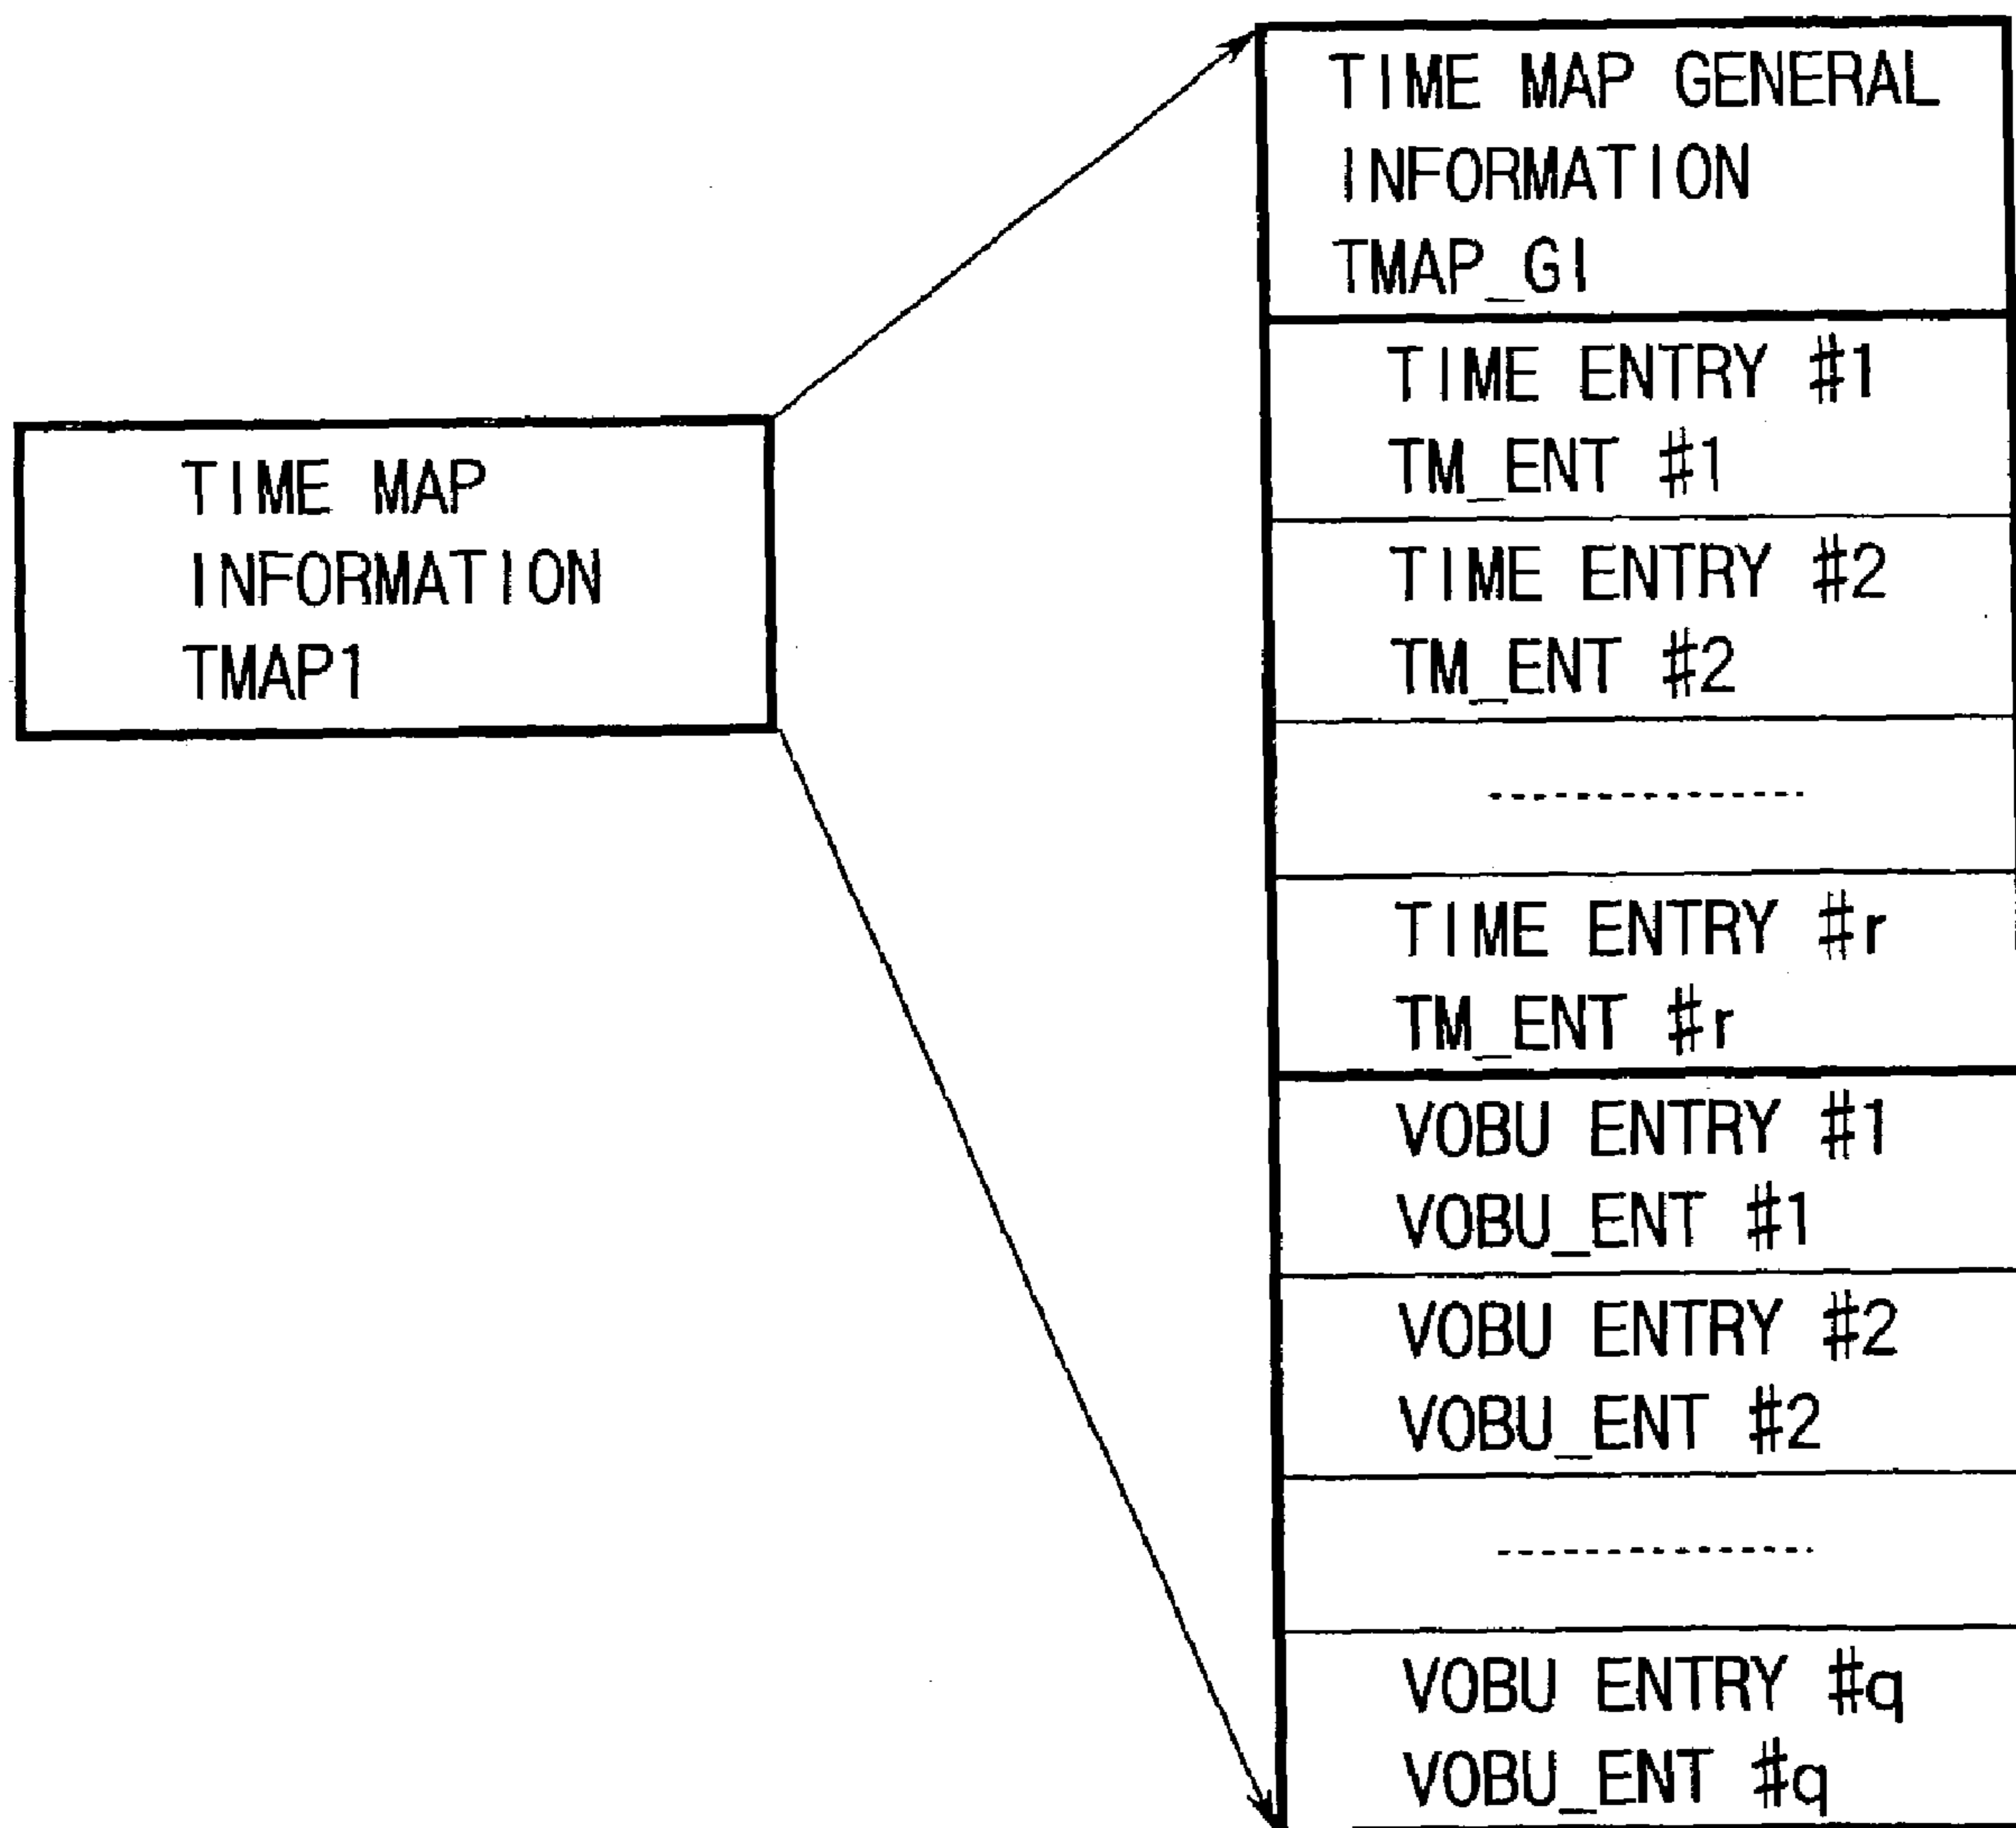 TIME MAP
INFORMATION
TMAP1
TIME MAP GENERAL
INFORMATION
TMAP_GI
TIME ENTRY #1
TM_ENT #1
TIME ENTRY #2
TM_ENT #2
TIME ENTRY #r
TM_ENT #r
VOBU ENTRY #1
VOBU_ENT #1
VOBU ENTRY #2
VOBU_ENT #2
VOBU ENTRY #q
VOBU_ENT #q